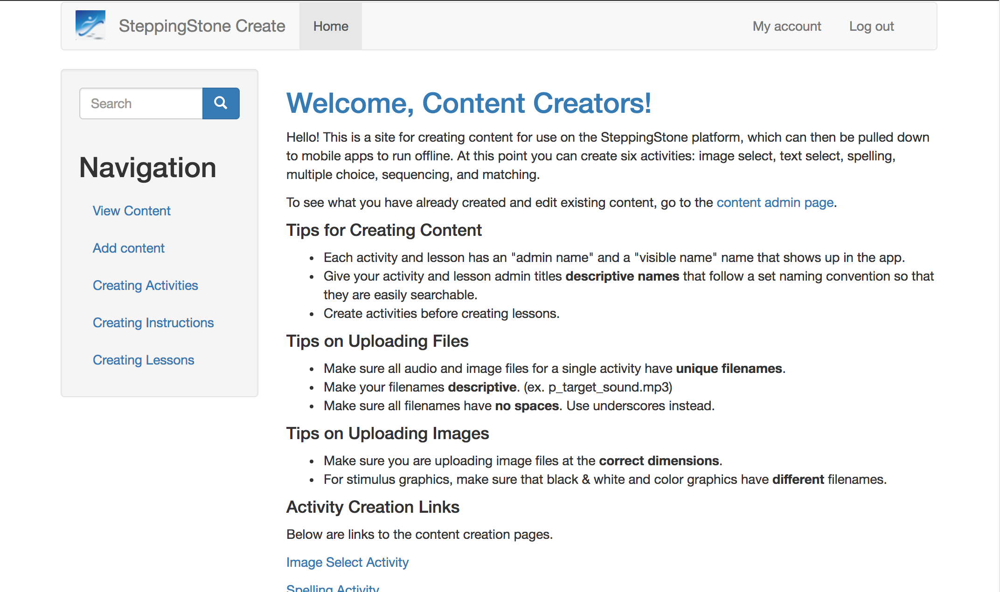 SteppingStone Create
Home
My account
Log out
Search
Navigation
View Content
Add content
Creating Activities
Creating Instructions
Creating Lessons
Welcome, Content Creators!
Hello! This is a site for creating content for use on the SteppingStone platform, which can then be pulled down
to mobile apps to run offline. At this point you can create six activities: image select, text select, spelling,
multiple choice, sequencing, and matching.
To see what you have already created and edit existing content, go to the content admin page.
Tips for Creating Content
• Each activity and lesson has an "admin name" and a "visible name" name that shows up in the app.
• Give your activity and lesson admin titles descriptive names that follow a set naming convention so that
they are easily searchable.
• Create activities before creating lessons.
Tips on Uploading Files
• Make sure all audio and image files for a single activity have unique filenames.
• Make your filenames descriptive. (ex. p_target_sound.mp3)
• Make sure all filenames have no spaces. Use underscores instead.
Tips on Uploading Images
• Make sure you are uploading image files at the correct dimensions.
• For stimulus graphics, make sure that black & white and color graphics have different filenames.
Activity Creation Links
Below are links to the content creation pages.
Image Select Activity
Spelling Activity